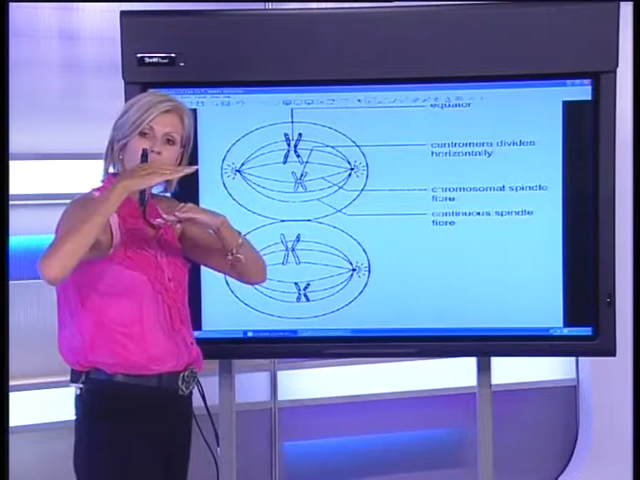 equator
centromere divides
horizontally
chromosomal spindle
fibre
continuous spindle
fibre